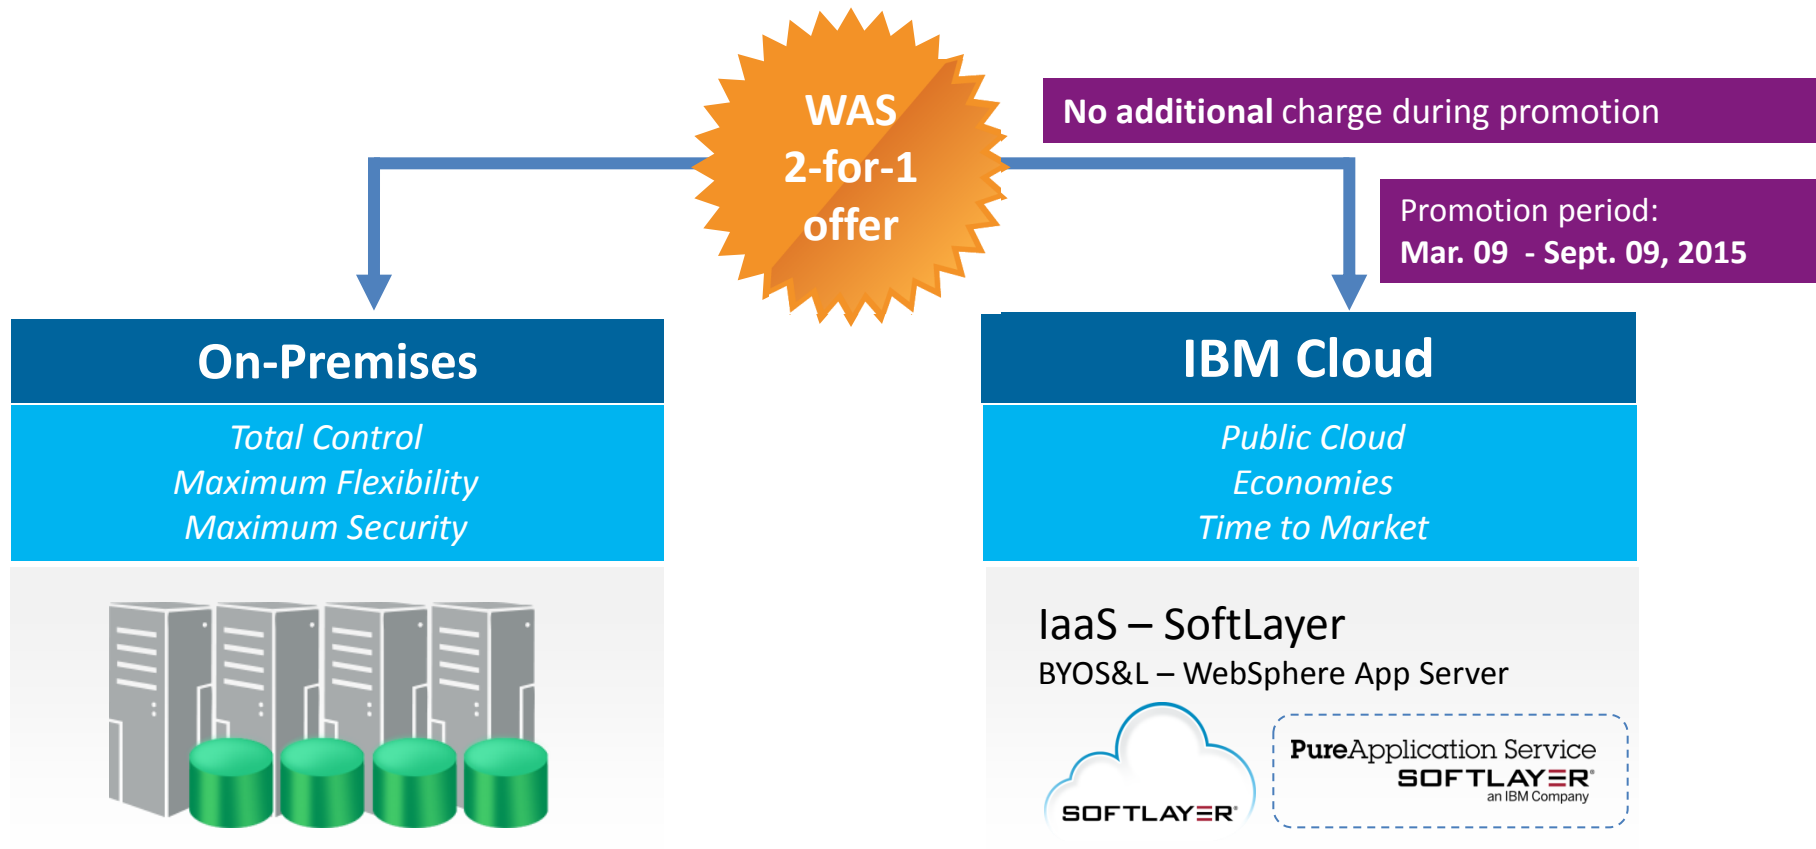 WAS
2-for-1
offer
No additional charge during promotion
Promotion period:
Mar. 09 - Sept. 09, 2015
On-Premises
Total Control
Maximum Flexibility
Maximum Security
IBM Cloud
Public Cloud
Economies
Time to Market
IaaS – SoftLayer
BYOS&L – WebSphere App Server
SOFTLAYER®
PureApplication Service
SOFTLAYER®
an IBM Company